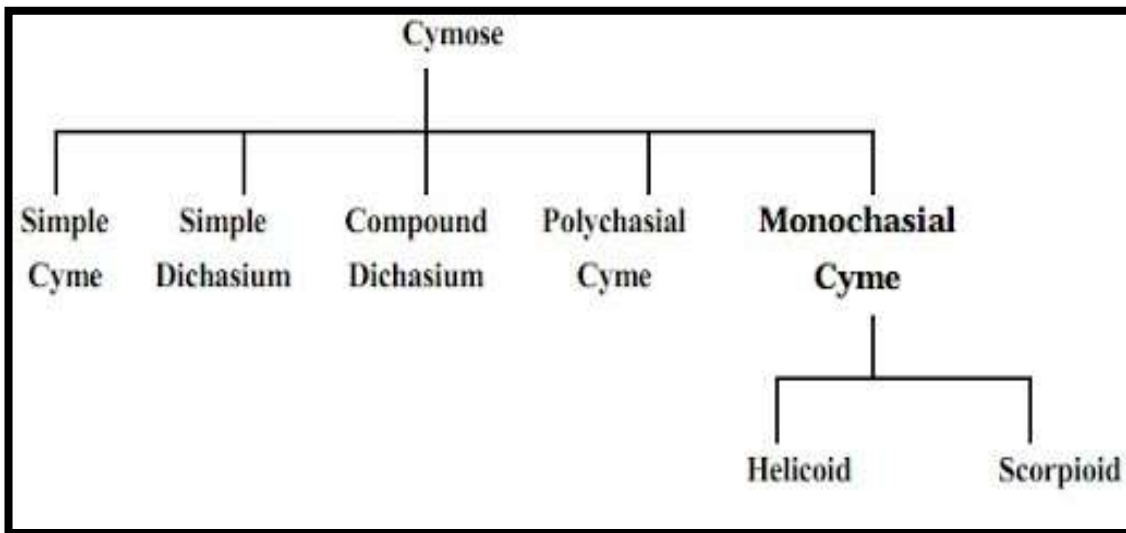 Cymose
Simple Simple Compound Polychasial Monochasial
Cyme Dichasium Dichasium Cyme Cyme
Helicoid Scorpioid